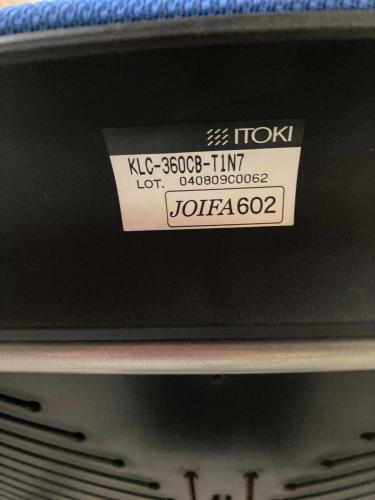 ITOKI
KLC-360CB-T1N7
LOT. 040809C0062
JOIFA602